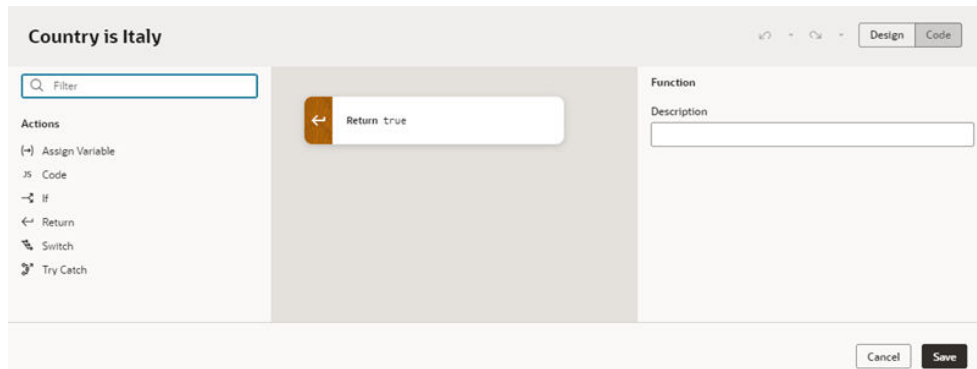 Country is Italy
Design
Code
Filter
Actions
Assign Variable
JS Code
If
Return
Switch
Try Catch
Return true
Function
Description
Cancel
Save